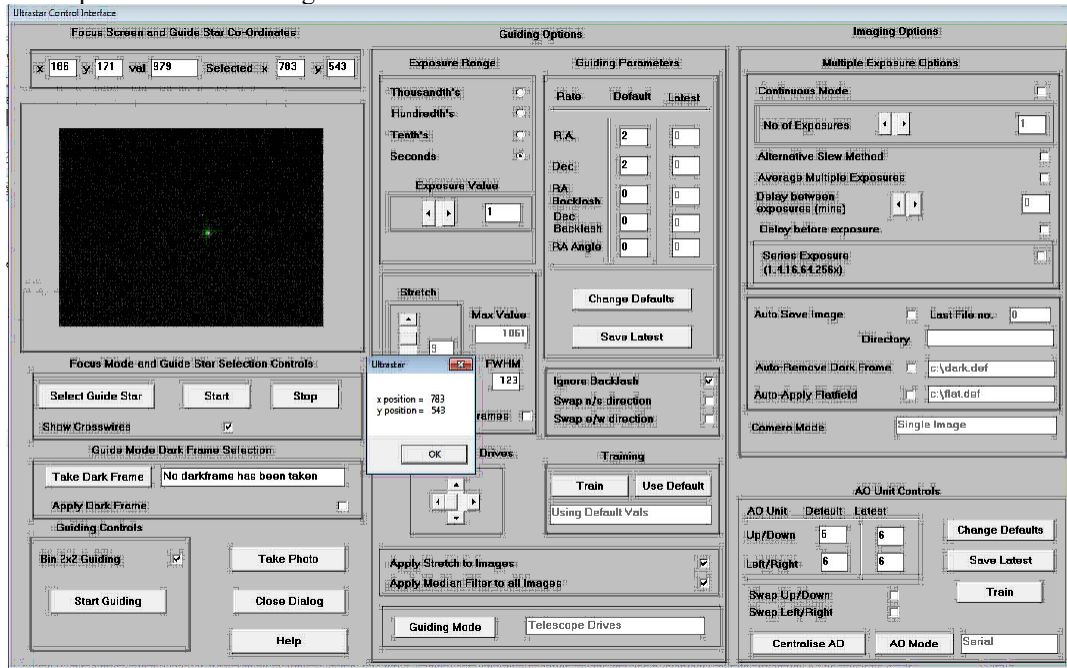 Ultrastar Control Interface
Focus Screen and Guide Star Co-Ordinates
x 166 y 171 val 979 Selected x 783 y 543
Focus Mode and Guide Star Selection Controls
Select Guide Star Start Stop
Show Crosswires
Guide Mode Dark Frame Selection
Take Dark Frame No darkframe has been taken
Apply Dark Frame
Guiding Controls
Bin 2x2 Guiding
Take Photo
Start Guiding
Close Dialog
Help
Guiding Options
Exposure Range
Thousandth's
Hundredth's
Tenth's
Seconds
Exposure Value
1
Stretch
9
Max Value
1061
FWHM
123
Ultrastar
x position = 783
y position = 543
OK
Drives
Guiding Parameters
Rate Default Latest
R.A. 2 0
Dec 2 0
RA Backlash 0 0
Dec Backlash 0 0
RA Angle 0 0
Change Defaults
Save Latest
Ignore Backlash
Swap n/s direction
Swap e/w direction
Training
Train Use Default
Using Default Vals
Apply Stretch to Images
Apply Median Filter to all Images
Guiding Mode Telescope Drives
Imaging Options
Multiple Exposure Options
Continuous Mode
No of Exposures 1
Alternative Slew Method
Average Multiple Exposures
Delay between
exposures (mins) 0
Delay before exposure
Series Exposure
(1,4,16,64,256x)
Auto Save Image Last File no. 0
Directory
Auto-Remove Dark Frame c:\dark.def
Auto-Apply Flatfield c:\flat.def
Camera Mode Single Image
AO Unit Controls
AO Unit Default Latest
Up/Down 6 6
Left/Right 6 6
Change Defaults
Save Latest
Train
Swap Up/Down
Swap Left/Right
Centralise AO AO Mode Serial